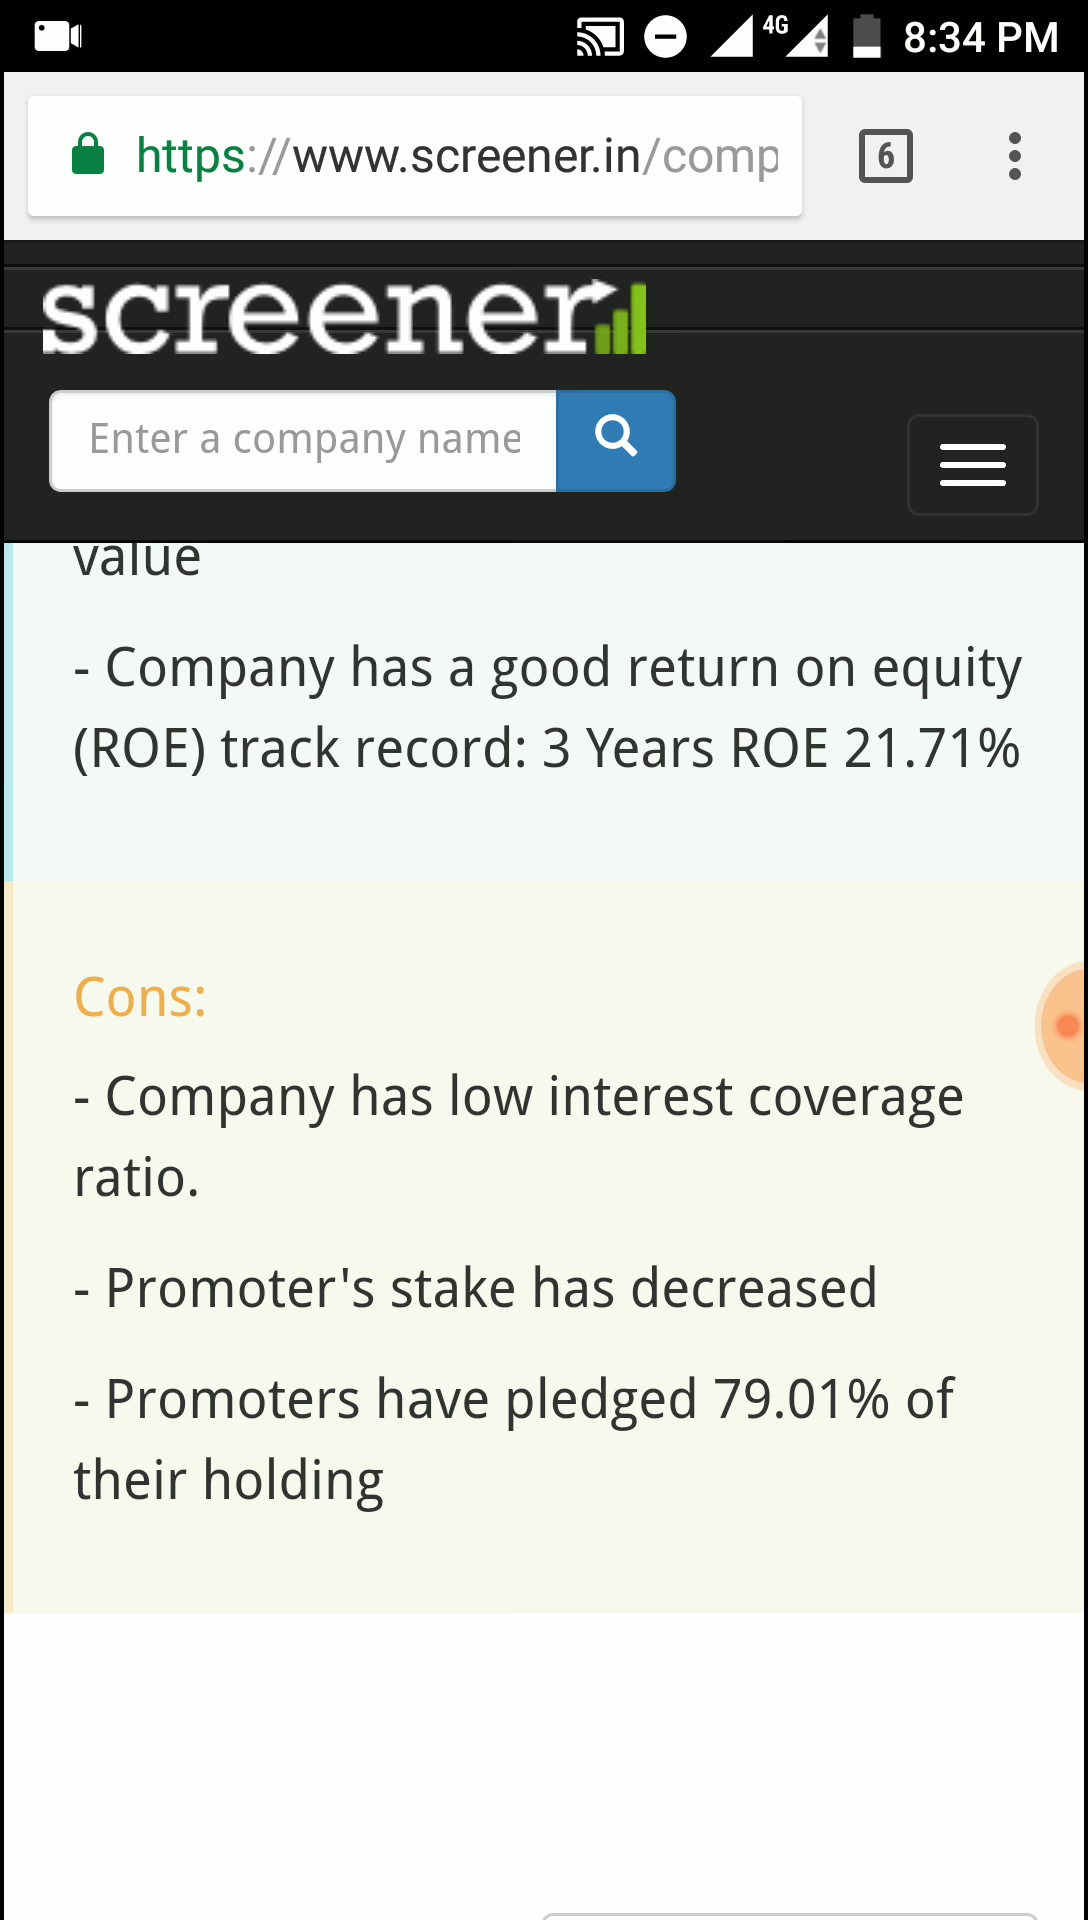 4G 8:34 PM
https://www.screener.in/comp 6
screener
Enter a company name
value
- Company has a good return on equity
(ROE) track record: 3 Years ROE 21.71%
Cons:
- Company has low interest coverage
ratio.
- Promoter's stake has decreased
- Promoters have pledged 79.01% of
their holding